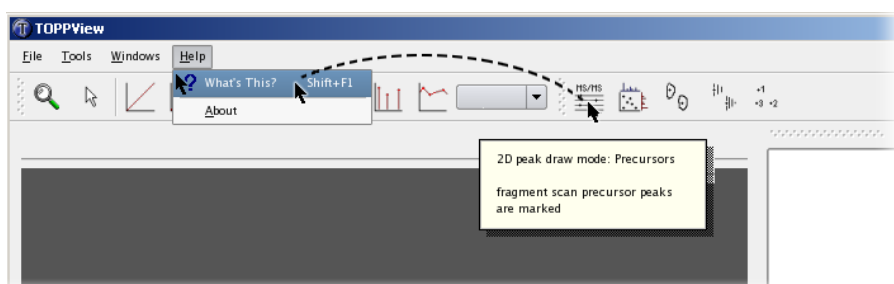 TOPPView
File Tools Windows Help
What's This? Shift+F1
About
MS/MS
+1
+3 +2
2D peak draw mode: Precursors
fragment scan precursor peaks
are marked